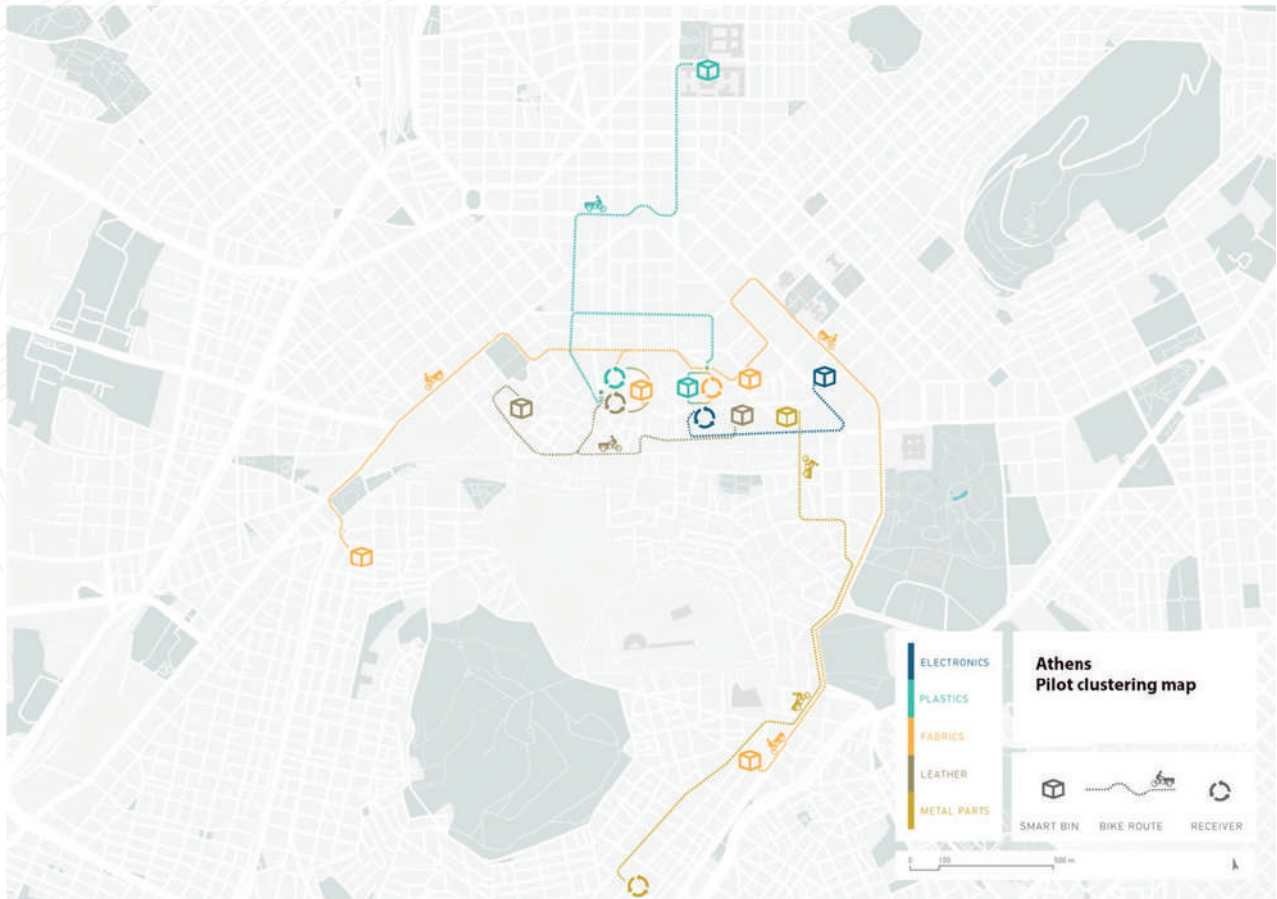 ELECTRONICS
PLASTICS
FABRICS
LEATHER
METAL PARTS
Athens
Pilot clustering map
SMART BIN BIKE ROUTE RECEIVER
0 100 500 m